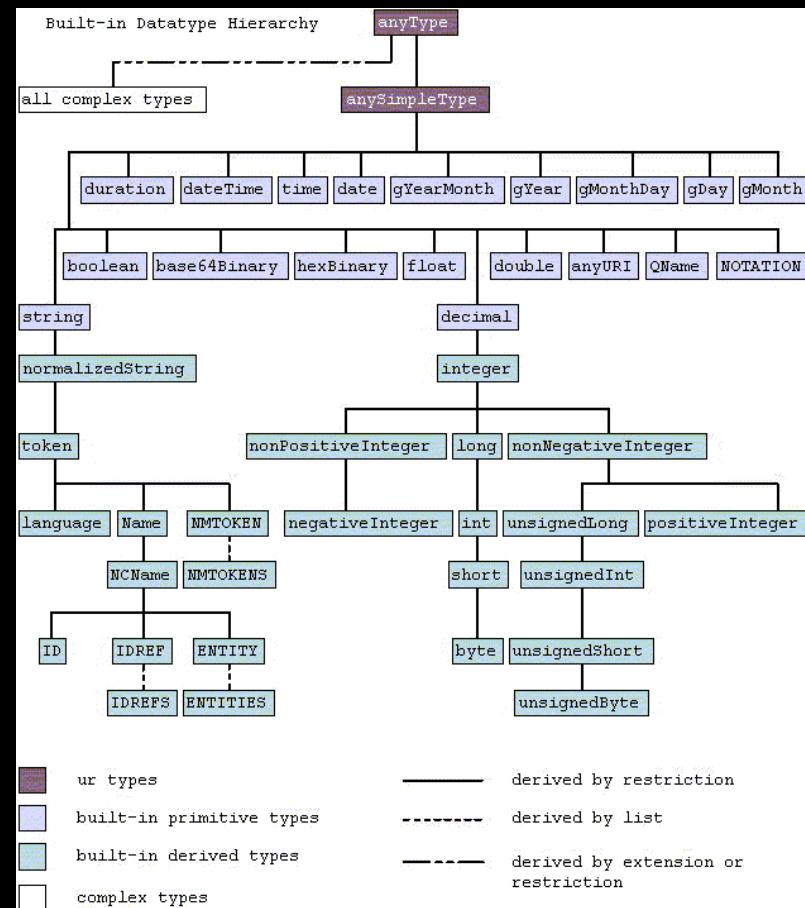 Built-in Datatype Hierarchy anyType
all complex types anySimpleType
duration dateTime time date gYearMonth gYear gMonthDay gDay gMonth
boolean base64Binary hexBinary float double anyURI QName NOTATION
string decimal
normalizedString integer
token nonPositiveInteger long nonNegativeInteger
language Name NMTOKEN negativeInteger int unsignedLong positiveInteger
NCName NMTOKENS short unsignedInt
ID IDREF ENTITY byte unsignedShort
IDREFS ENTITIES unsignedByte
ur types derived by restriction
built-in primitive types derived by list
built-in derived types derived by extension or
restriction
complex types